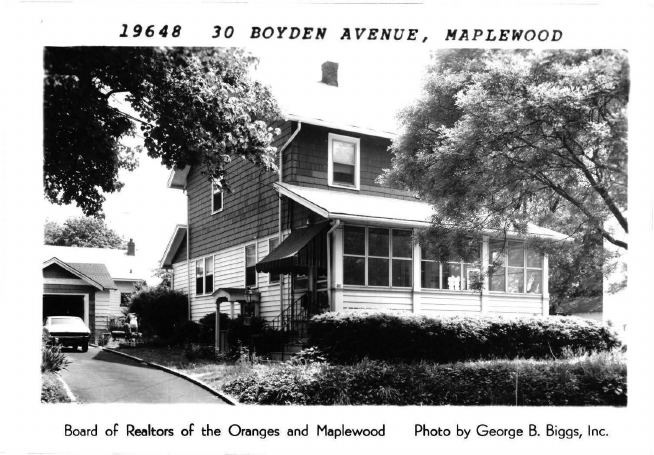 19648 30 BOYDEN AVENUE, MAPLEWOOD
Board of Realtors of the Oranges and Maplewood Photo by George B. Biggs, Inc.